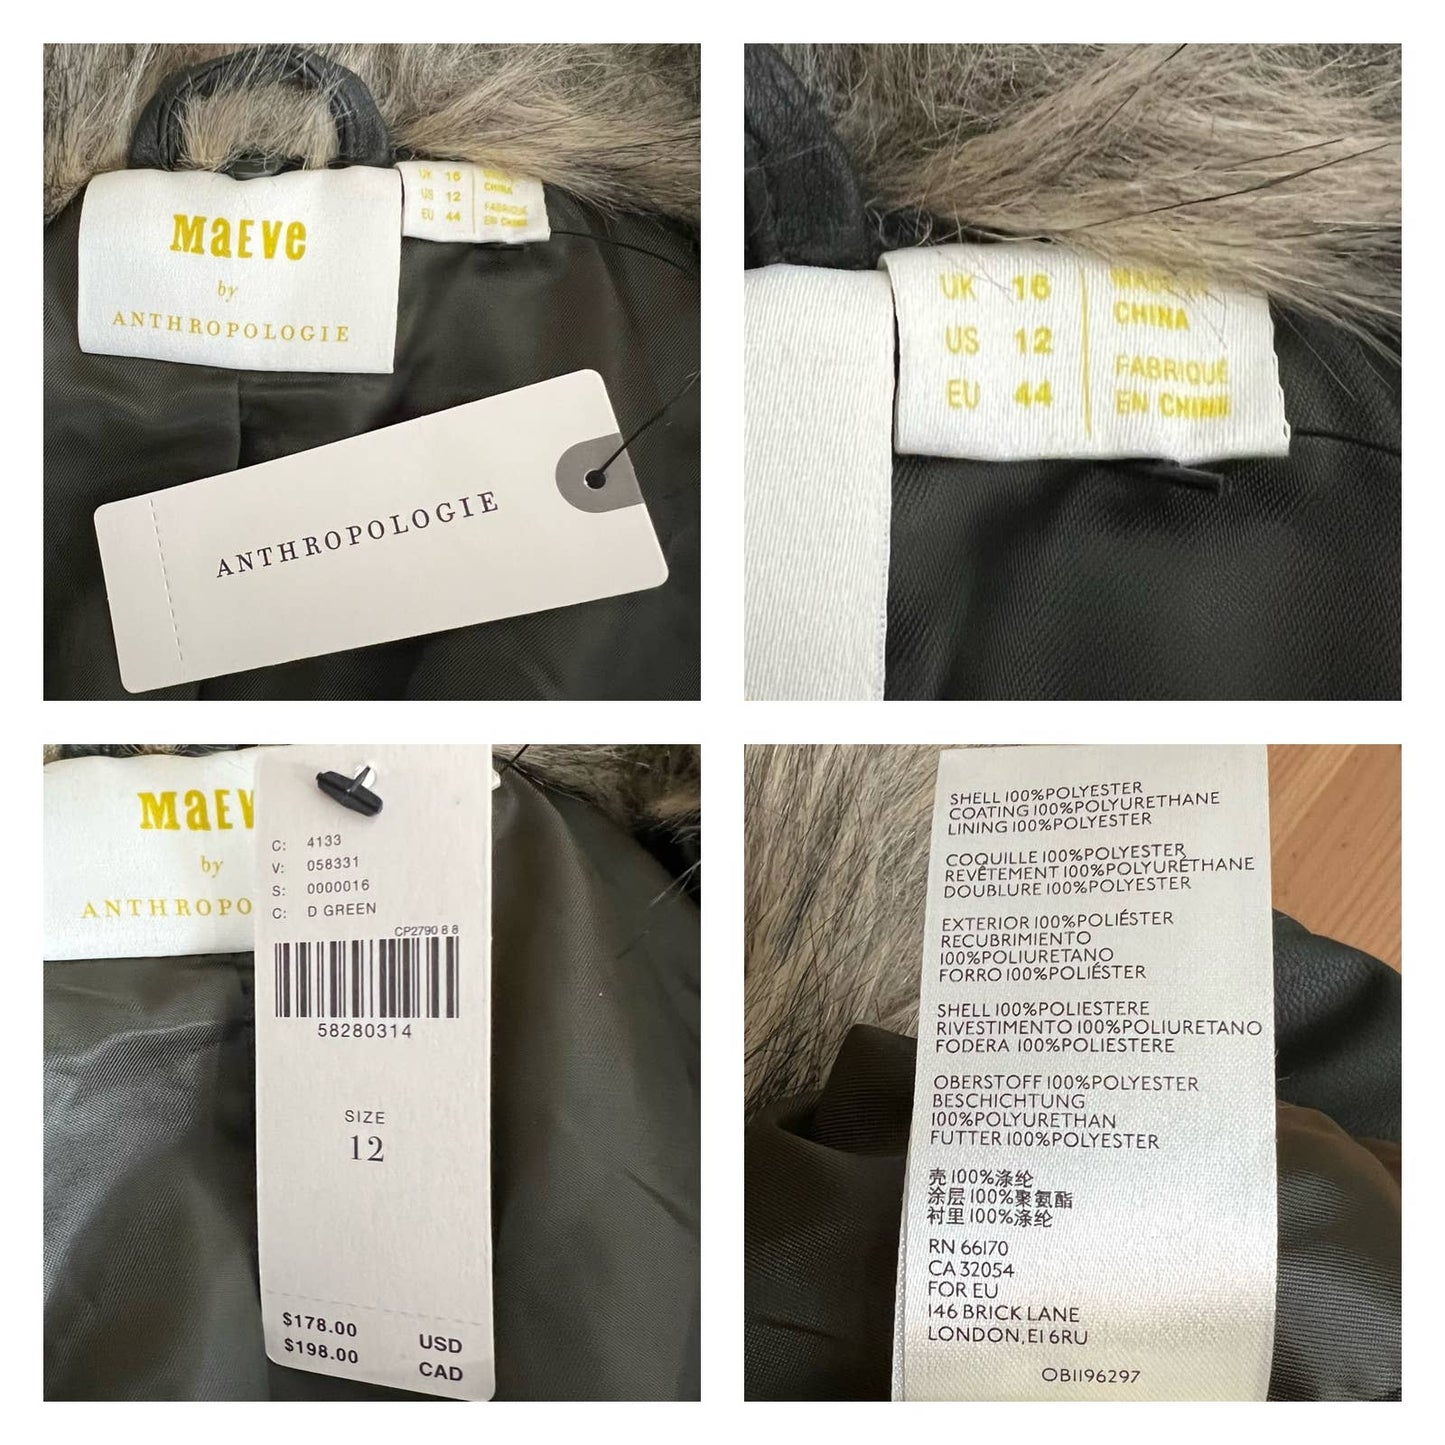 MaEve
by
ANTHROPOLOGIE
UK 16
US 12
EU 44
MADE IN
CHINA
FABRIQUÉ
EN CHINE
ANTHROPOLOGIE
UK 16
US 12
EU 44
MADE IN
CHINA
FABRIQUÉ
EN CHINE
MaEv
by
ANTHROPO
C: 4133
V: 058331
S: 0000016
C: D GREEN
CP2790 8 8
58280314
SIZE
12
$178.00 USD
$198.00 CAD
SHELL 100%POLYESTER
COATING 100%POLYURETHANE
LINING 100%POLYESTER
COQUILLE 100%POLYESTER
REVÊTEMENT 100%POLYURÉTHANE
DOUBLURE 100%POLYESTER
EXTERIOR 100%POLIÉSTER
RECUBRIMIENTO
100%POLIURETANO
FORRO 100%POLIÉSTER
SHELL 100%POLIESTERE
RIVESTIMENTO 100%POLIURETANO
FODERA 100%POLIESTERE
OBERSTOFF 100%POLYESTER
BESCHICHTUNG
100%POLYURETHAN
FUTTER 100%POLYESTER
壳 100%涤纶
涂层 100%聚氨酯
衬里 100%涤纶
RN 66170
CA 32054
FOR EU
146 BRICK LANE
LONDON, E1 6RU
OB1196297